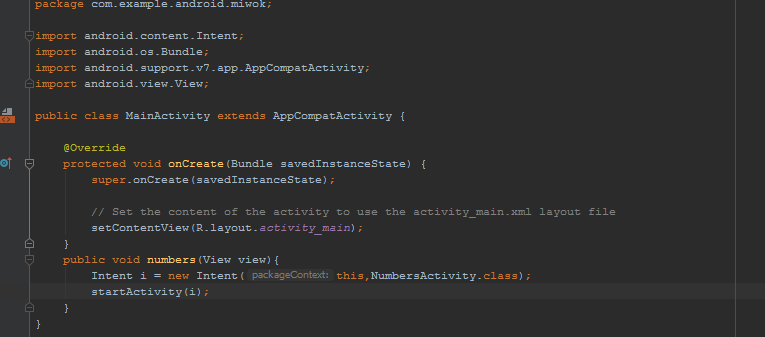 package com.example.android.miwok;
import android.content.Intent;
import android.os.Bundle;
import android.support.v7.app.AppCompatActivity;
import android.view.View;
public class MainActivity extends AppCompatActivity {
@Override
protected void onCreate(Bundle savedInstanceState) {
super.onCreate(savedInstanceState);
// Set the content of the activity to use the activity_main.xml layout file
setContentView(R.layout.activity_main);
}
public void numbers(View view){
Intent i = new Intent( packageContext: this,NumbersActivity.class);
startActivity(i);
}
}